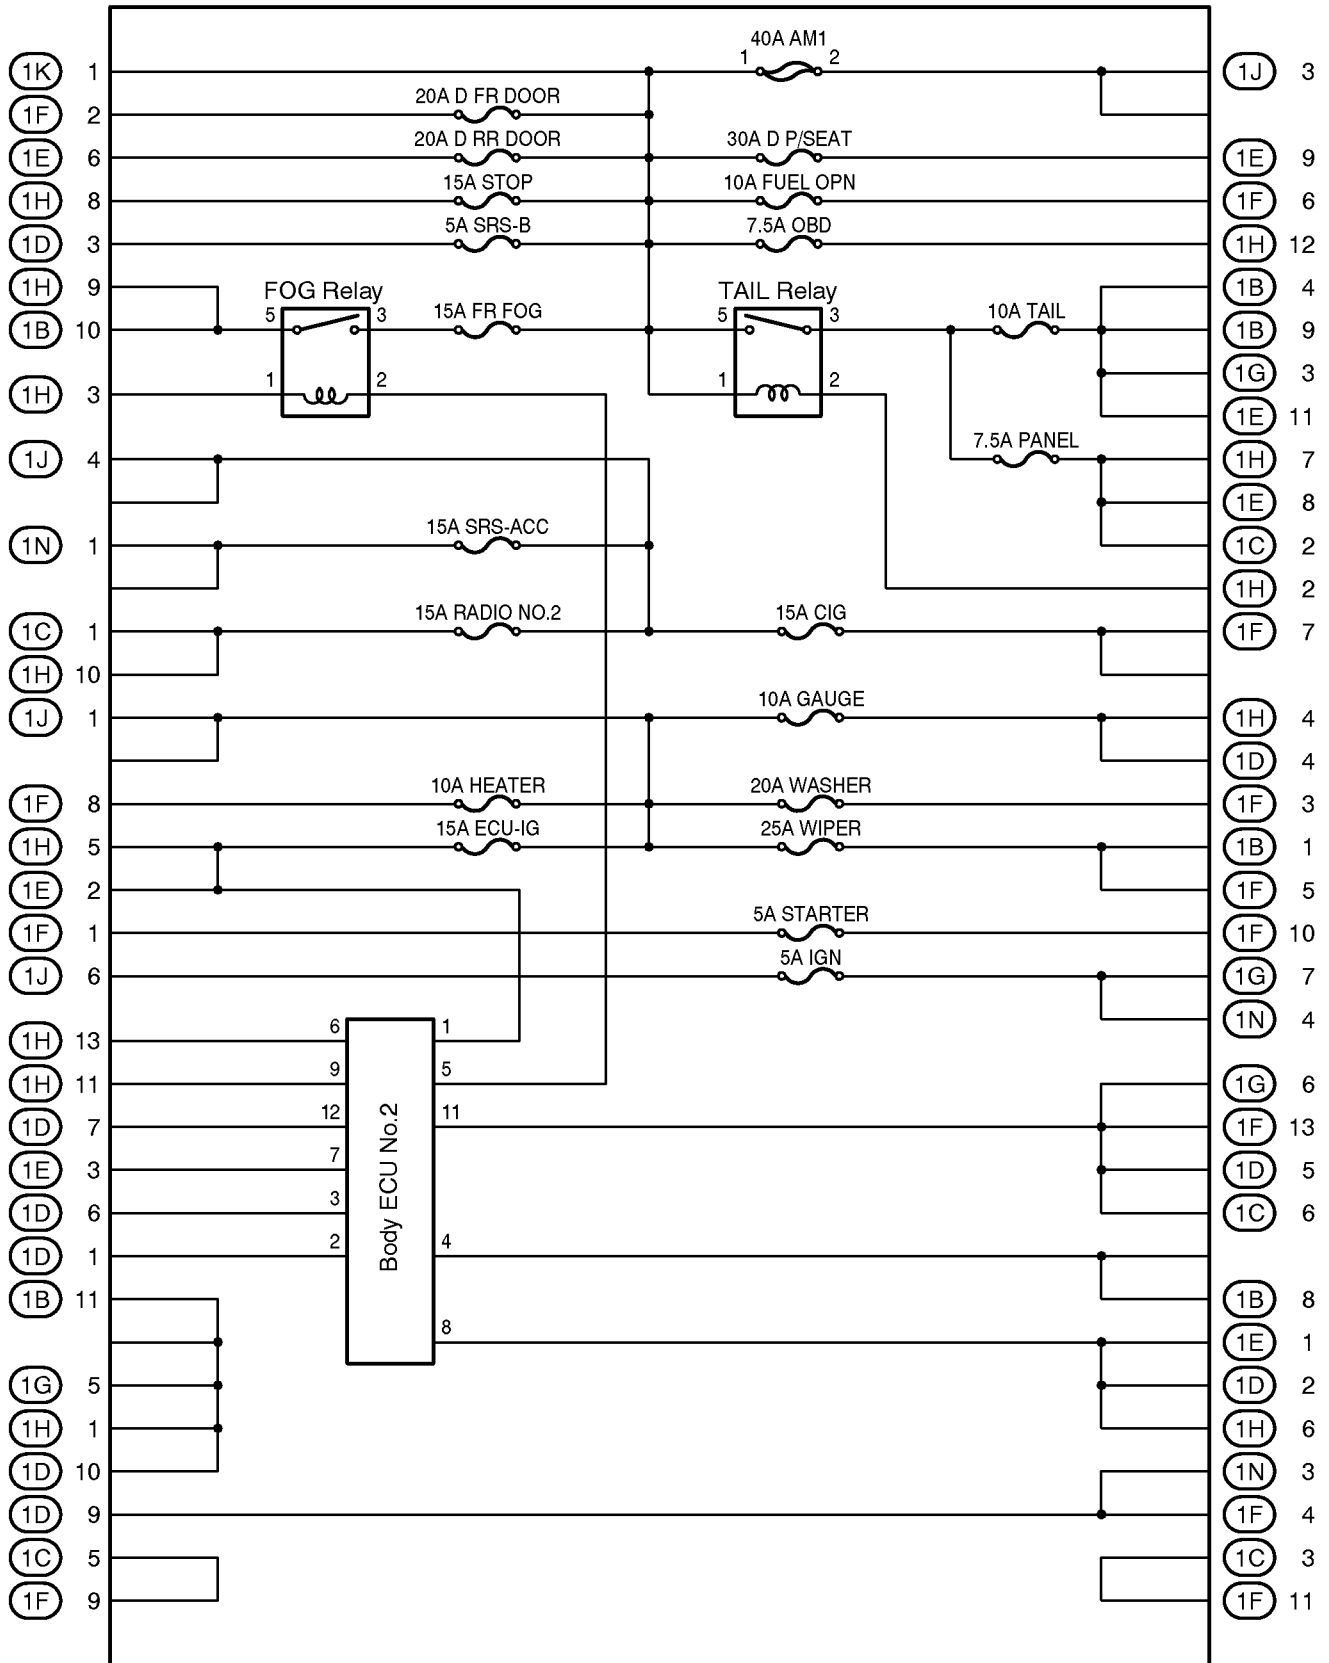 40A AM1
1K 1 1 2 1J 3
20A D FR DOOR
1F 2
20A D RR DOOR 30A D P/SEAT
1E 6 1E 9
15A STOP 10A FUEL OPN
1H 8 1F 6
5A SRS-B 7.5A OBD
1D 3 1H 12
1H 9 FOG Relay TAIL Relay 1B 4
5 3 15A FR FOG 5 3 10A TAIL
1B 10 1B 9
1G 3
1 2 1 2
1H 3 1E 11
7.5A PANEL
1J 4 1H 7
1E 8
15A SRS-ACC
1N 1 1C 2
1H 2
15A RADIO NO.2 15A CIG
1C 1 1F 7
1H 10
10A GAUGE
1J 1 1H 4
1D 4
10A HEATER 20A WASHER
1F 8 1F 3
15A ECU-IG 25A WIPER
1H 5 1B 1
1E 2 1F 5
5A STARTER
1F 1 1F 10
5A IGN
1J 6 1G 7
1N 4
1H 13 6 1
1H 11 9 5 1G 6
1D 7 12 11 1F 13
1E 3 7 1D 5
1D 6 3 1C 6
1D 1 2 4
Body ECU No.2
1B 11 1B 8
8 1E 1
1G 5 1D 2
1H 1 1H 6
1D 10 1N 3
1D 9 1F 4
1C 5 1C 3
1F 9 1F 11